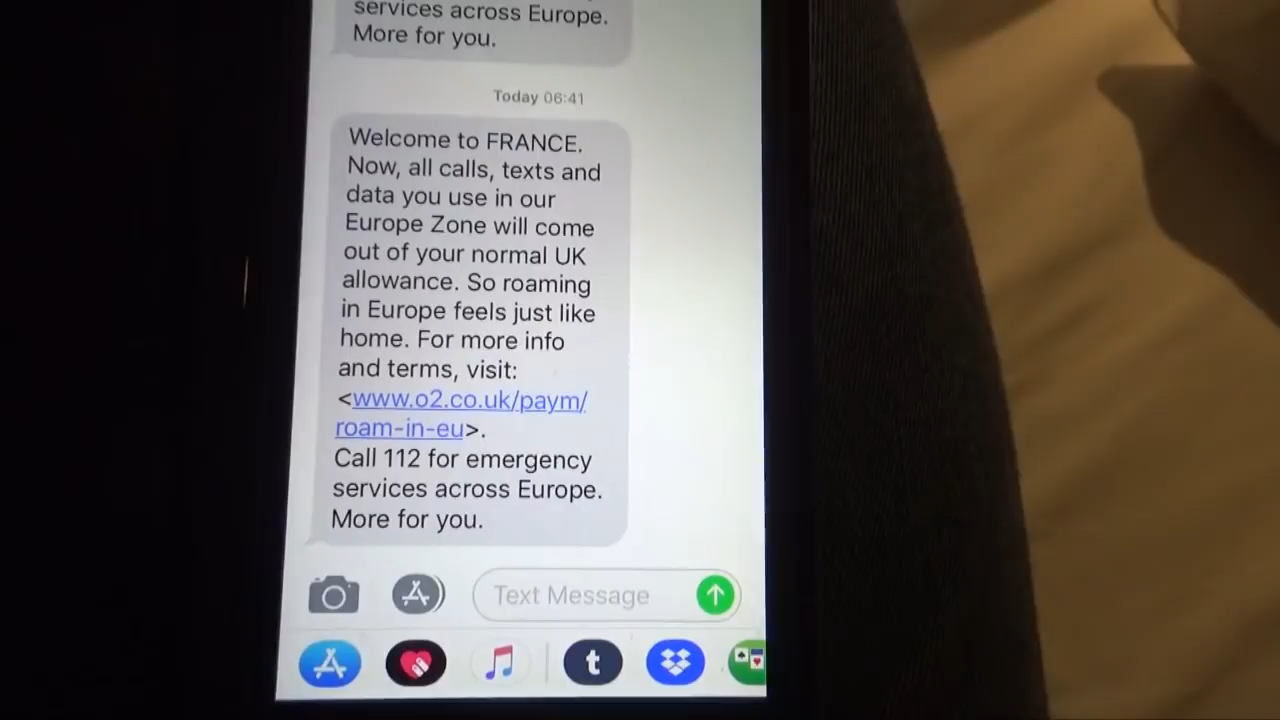 services across Europe.
More for you.
Today 06:41
Welcome to FRANCE.
Now, all calls, texts and
data you use in our
Europe Zone will come
out of your normal UK
allowance. So roaming
in Europe feels just like
home. For more info
and terms, visit:
<www.o2.co.uk/paym/
roam-in-eu>.
Call 112 for emergency
services across Europe.
More for you.
Text Message
t